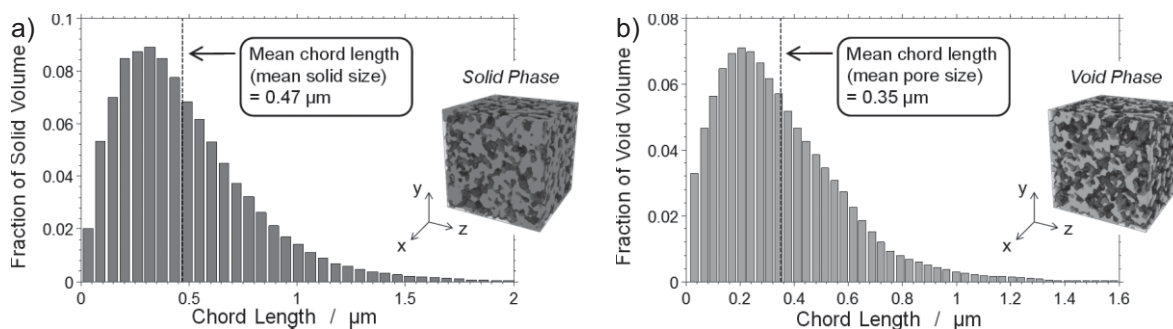 a)
Fraction of Solid Volume
0.1
0.08
0.06
0.04
0.02
0
Mean chord length
(mean solid size)
= 0.47 µm
Solid Phase
y
z
x
0
0.5
1
1.5
2
Chord Length / µm
b)
Fraction of Void Volume
0.08
0.06
0.04
0.02
0
Mean chord length
(mean pore size)
= 0.35 µm
Void Phase
y
z
x
0
0.2
0.4
0.6
0.8
1
1.2
1.4
1.6
Chord Length / µm